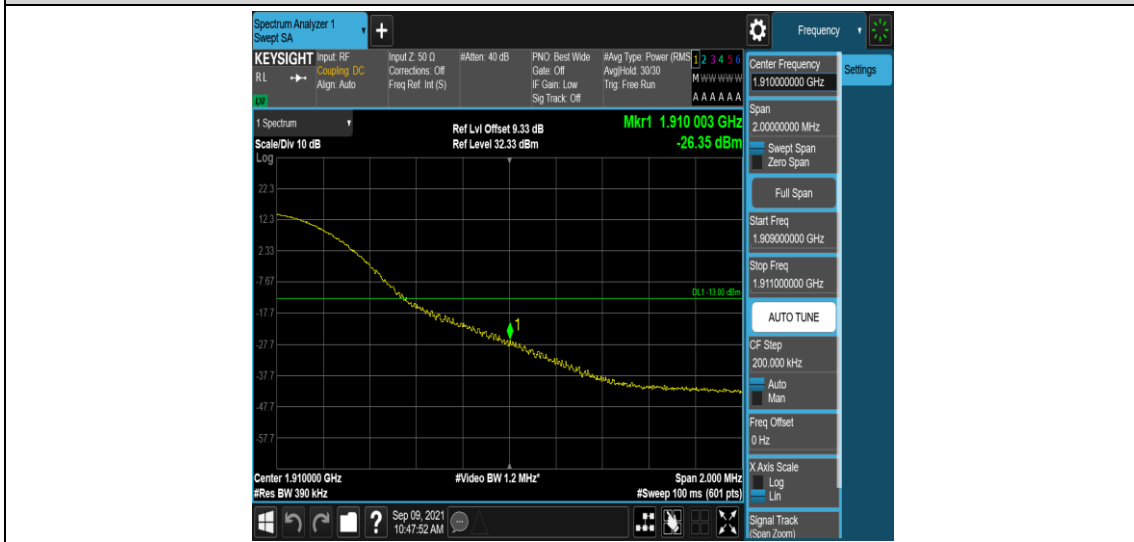 Spectrum Analyzer 1
Swept SA
+
Frequency
KEYSIGHT
RL
LXI
Input: RF
Coupling: DC
Align: Auto
Input Z: 50 Ω
Corrections: Off
Freq Ref: Int (S)
#Atten: 40 dB
PNO: Best Wide
Gate: Off
IF Gain: Low
Sig Track: Off
#Avg Type: Power (RMS
Avg|Hold: 30/30
Trig: Free Run
1 2 3 4 5 6
M W W W W W
A A A A A A
1 Spectrum
Scale/Div 10 dB
Log
Ref Lvl Offset 9.33 dB
Ref Level 32.33 dBm
Mkr1 1.910 003 GHz
-26.35 dBm
22.3
12.3
2.33
-7.67
-17.7
-27.7
-37.7
-47.7
-57.7
DL1 -13.00 dBm
1
Center 1.910000 GHz
#Res BW 390 kHz
#Video BW 1.2 MHz*
Span 2.000 MHz
#Sweep 100 ms (601 pts)
Center Frequency
1.910000000 GHz
Settings
Span
2.00000000 MHz
Swept Span
Zero Span
Full Span
Start Freq
1.909000000 GHz
Stop Freq
1.911000000 GHz
AUTO TUNE
CF Step
200.000 kHz
Auto
Man
Freq Offset
0 Hz
X Axis Scale
Log
Lin
Signal Track
(Span Zoom)
?
Sep 09, 2021
10:47:52 AM